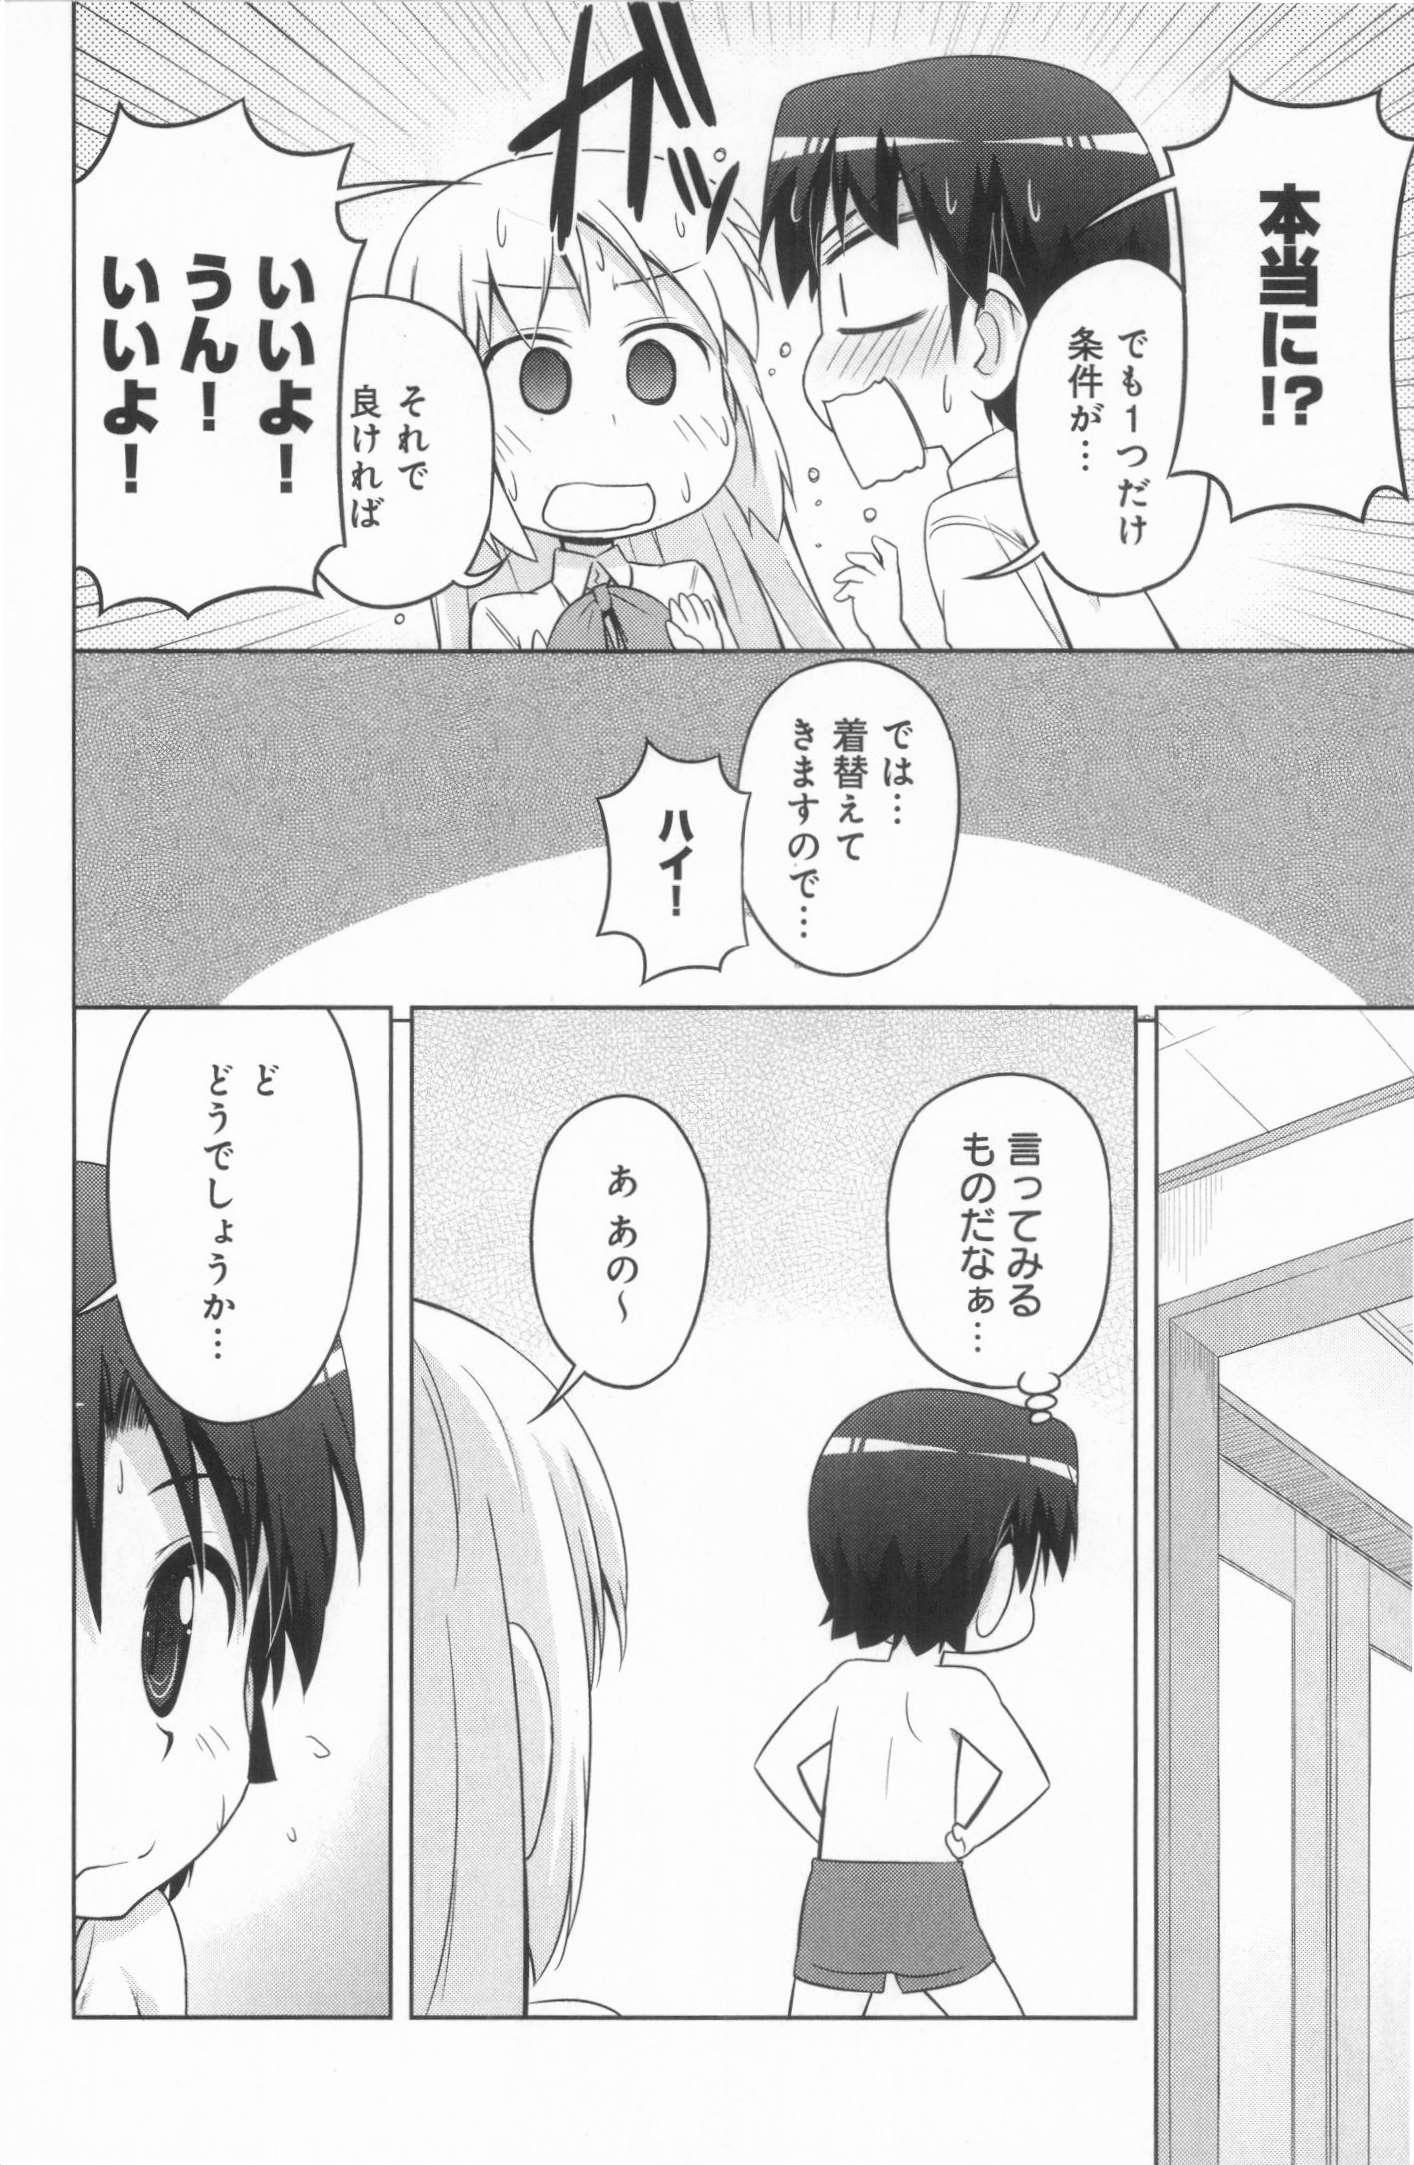 本当に!?
でも1つだけ
条件が…
ガッ
それで
良ければ
いいよ!
うん!
いいよ!
では…
着替えて
きますので…
ハイ!
言ってみる
ものだなぁ…
あ あの～
ど
どうでしょうか…